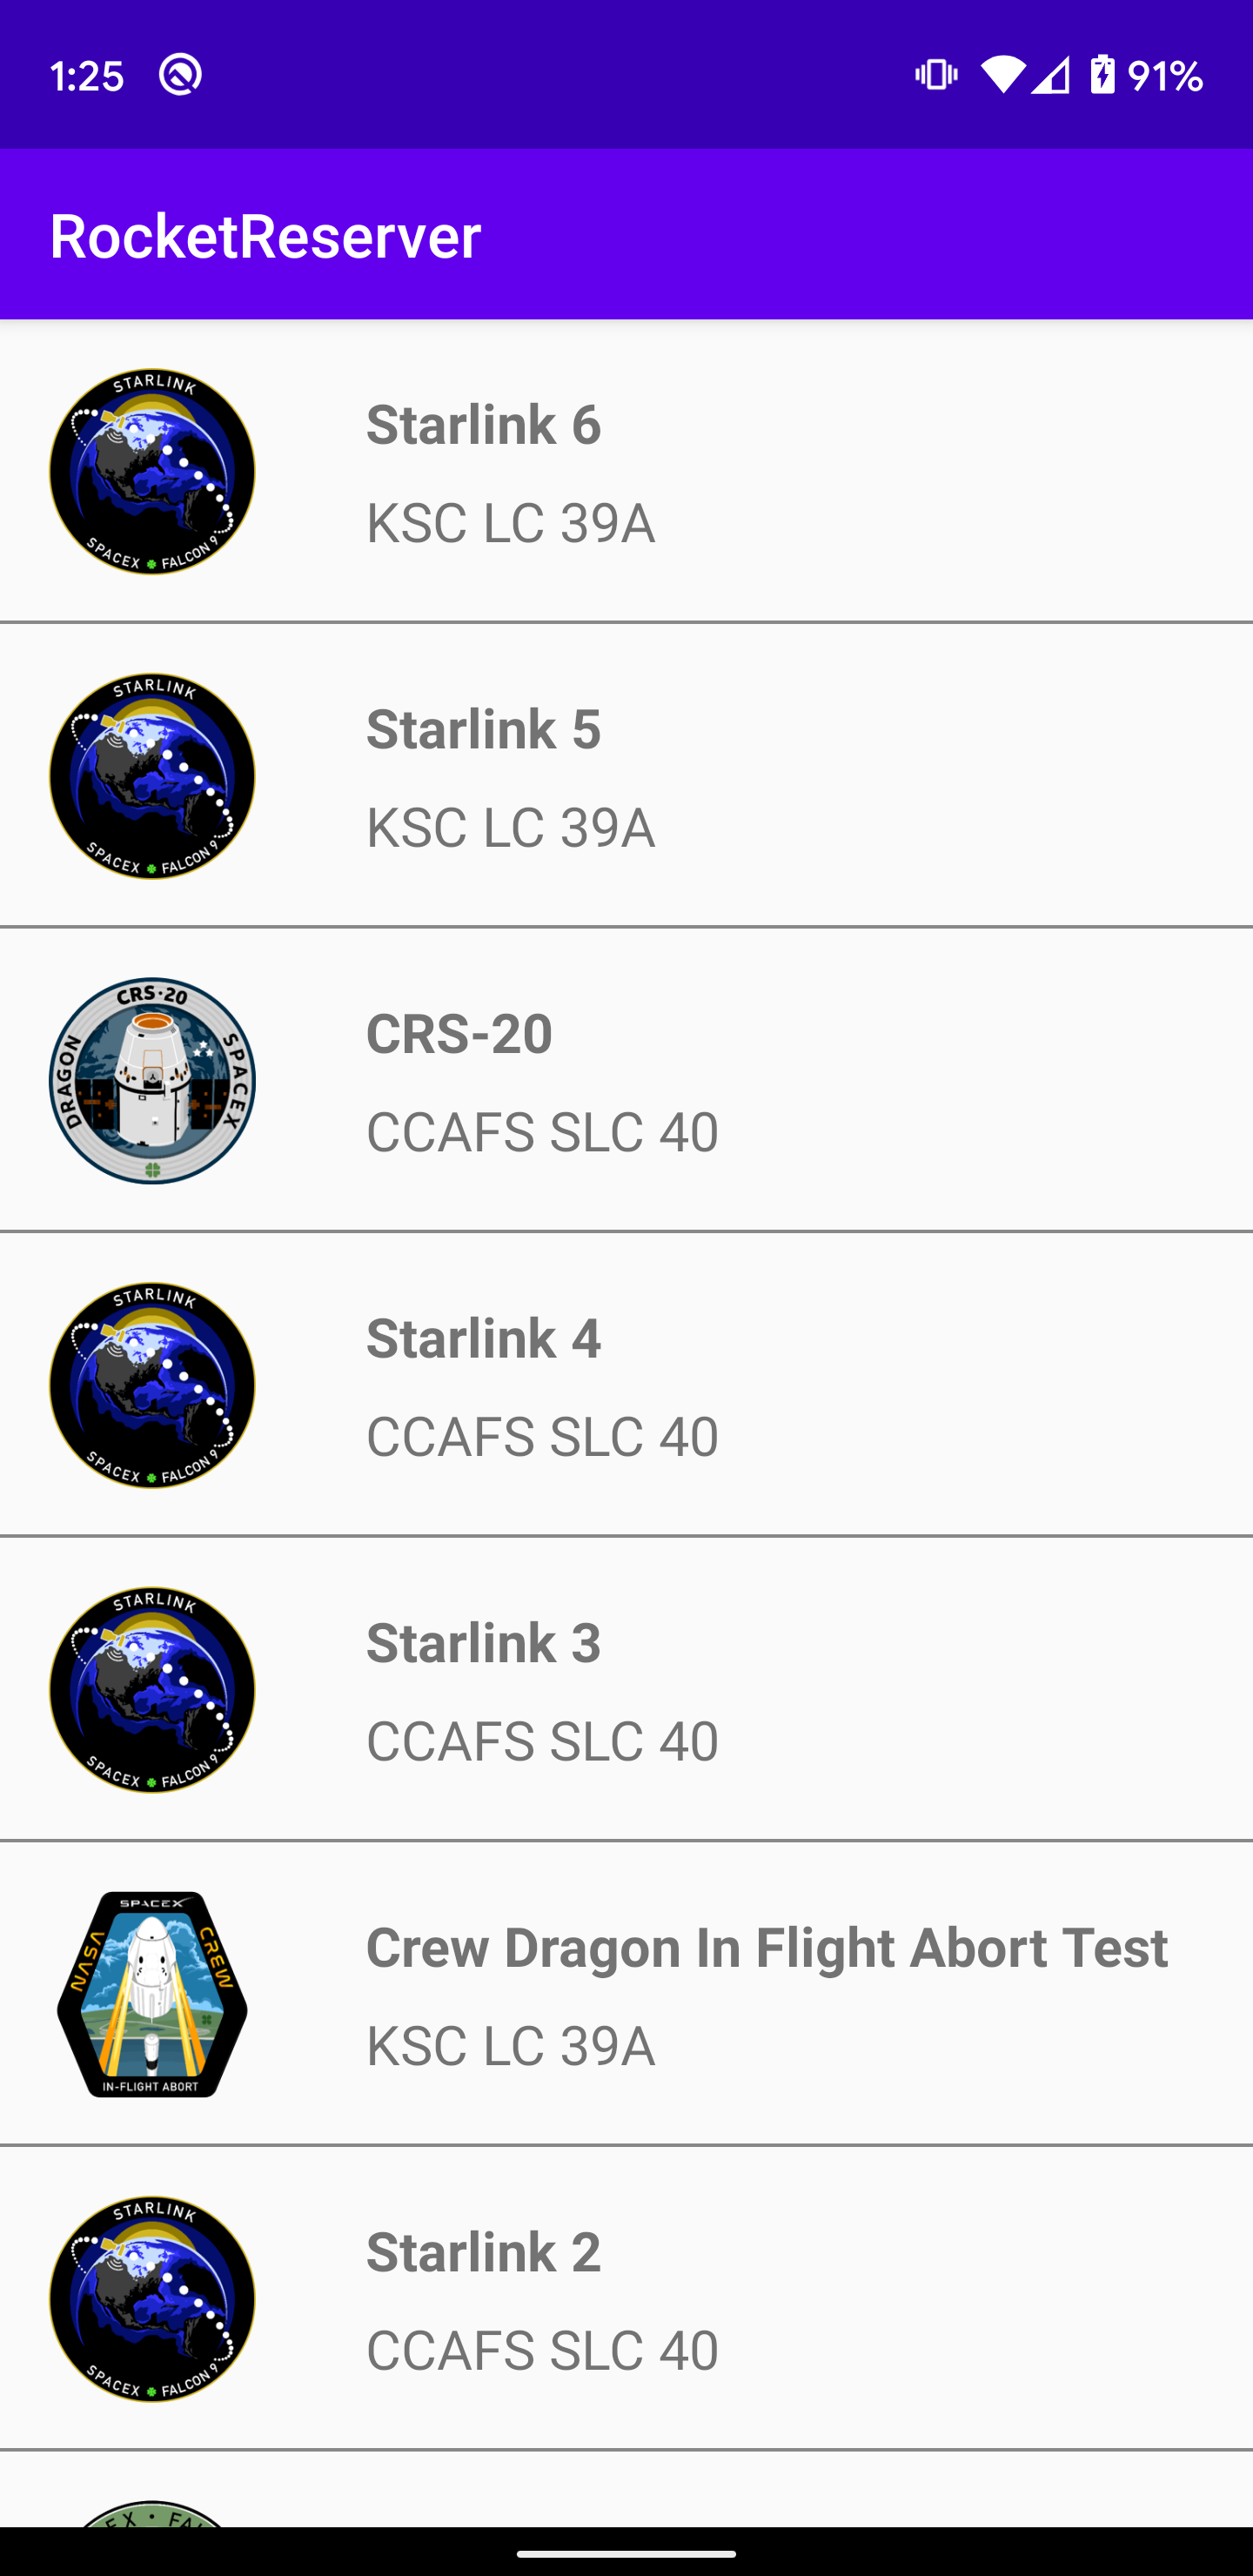 1:25
91%
RocketReserver
STARLINK
SPACEX FALCON 9
Starlink 6
KSC LC 39A
STARLINK
SPACEX FALCON 9
Starlink 5
KSC LC 39A
CRS·20
DRAGON
SPACEX
CRS-20
CCAFS SLC 40
STARLINK
SPACEX FALCON 9
Starlink 4
CCAFS SLC 40
STARLINK
SPACEX FALCON 9
Starlink 3
CCAFS SLC 40
SPACEX
NASA
CREW
IN-FLIGHT ABORT
Crew Dragon In Flight Abort Test
KSC LC 39A
STARLINK
SPACEX FALCON 9
Starlink 2
CCAFS SLC 40